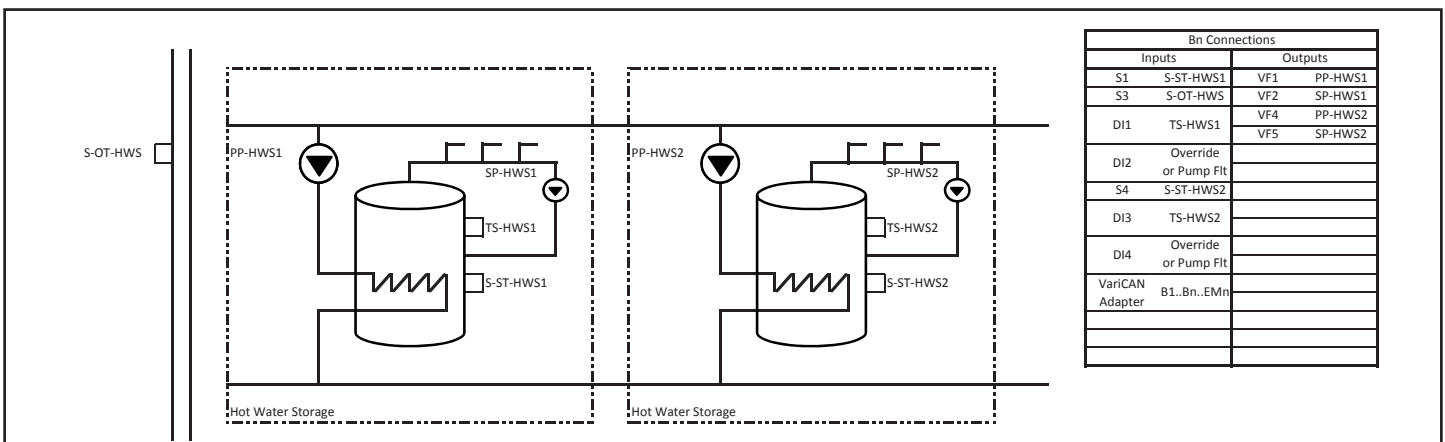 S-OT-HWS
PP-HWS1
SP-HWS1
TS-HWS1
S-ST-HWS1
Hot Water Storage
PP-HWS2
SP-HWS2
TS-HWS2
S-ST-HWS2
Hot Water Storage
Bn Connections
Inputs Outputs
S1 S-ST-HWS1 VF1 PP-HWS1
S3 S-OT-HWS VF2 SP-HWS1
DI1 TS-HWS1 VF4 PP-HWS2
VF5 SP-HWS2
DI2 Override
or Pump Flt
S4 S-ST-HWS2
DI3 TS-HWS2
DI4 Override
or Pump Flt
VariCAN
Adapter B1..Bn..EMn